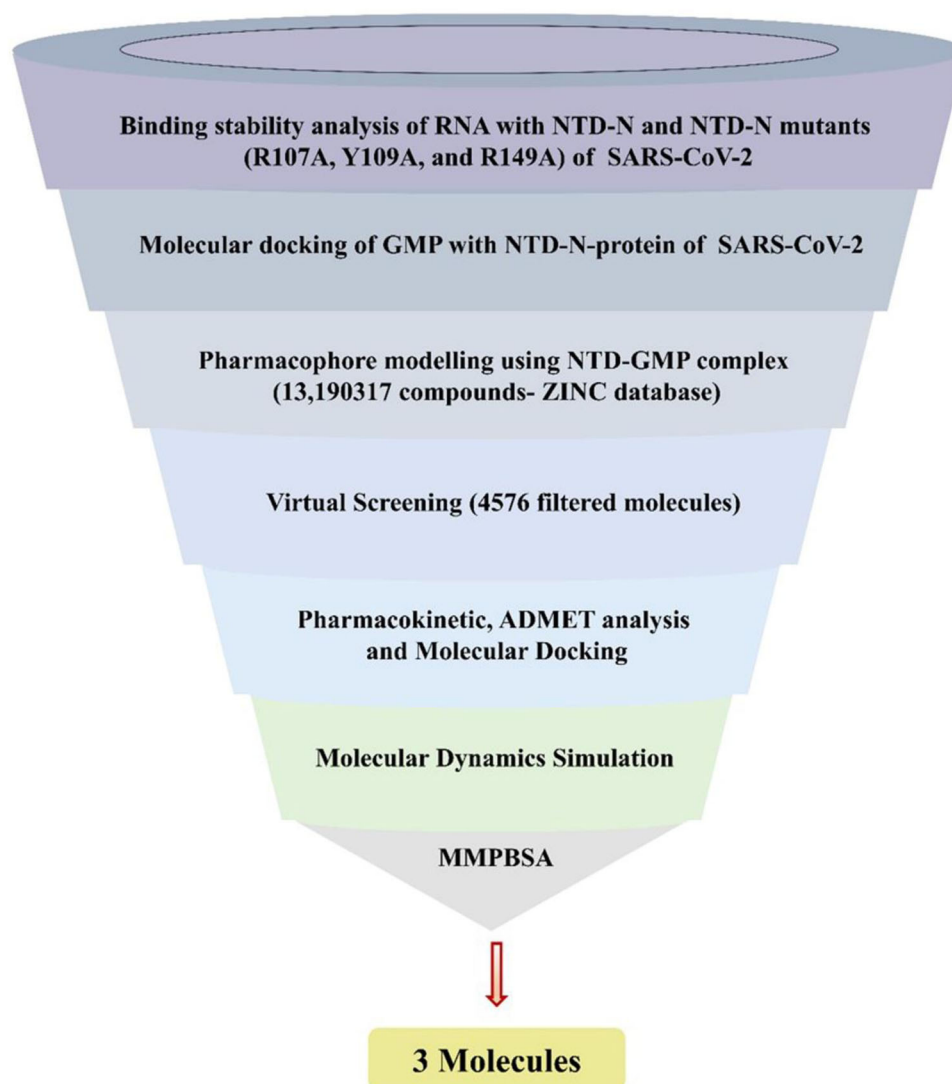 Binding stability analysis of RNA with NTD-N and NTD-N mutants
(R107A, Y109A, and R149A) of SARS-CoV-2
Molecular docking of GMP with NTD-N-protein of SARS-CoV-2
Pharmacophore modelling using NTD-GMP complex
(13,190317 compounds- ZINC database)
Virtual Screening (4576 filtered molecules)
Pharmacokinetic, ADMET analysis
and Molecular Docking
Molecular Dynamics Simulation
MMPBSA
3 Molecules